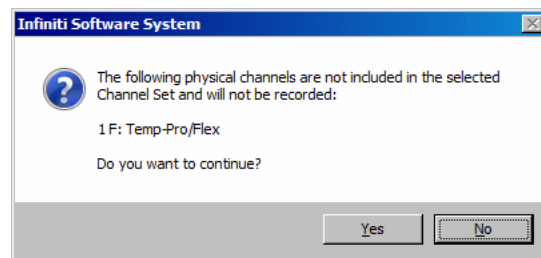 Infiniti Software System
The following physical channels are not included in the selected
Channel Set and will not be recorded:
1 F: Temp-Pro/Flex
Do you want to continue?
Yes No